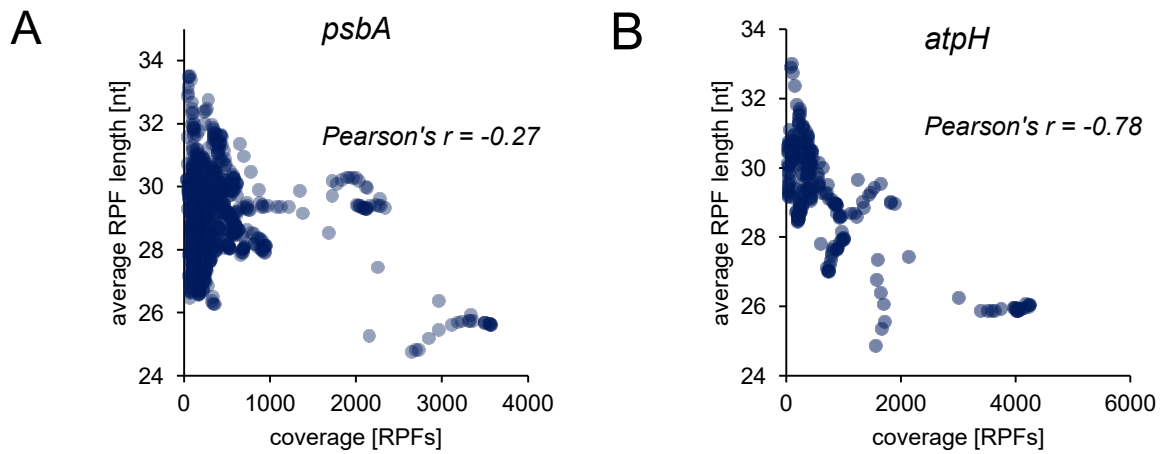 A
psbA
Pearson's r = -0.27
average RPF length [nt]
34
32
30
28
26
24
0 1000 2000 3000 4000
coverage [RPFs]
B
atpH
Pearson's r = -0.78
average RPF length [nt]
34
32
30
28
26
24
0 2000 4000 6000
coverage [RPFs]